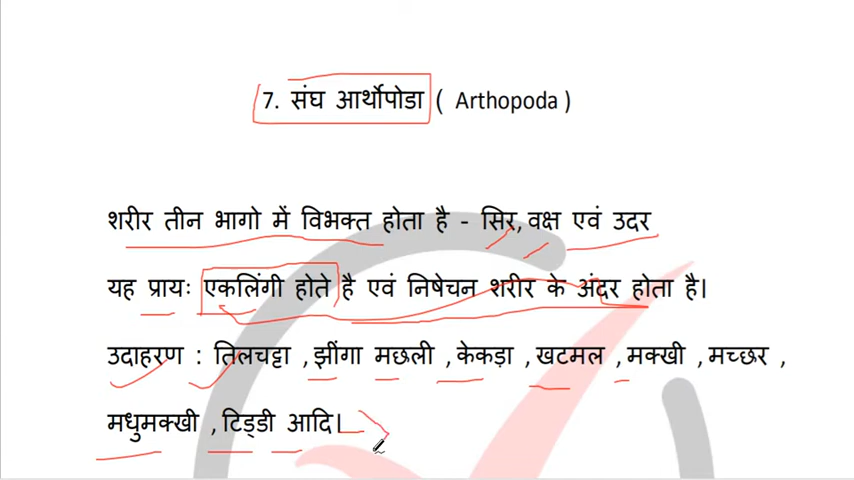 7. संघ आर्थोपोडा ( Arthopoda )
शरीर तीन भागो में विभक्त होता है - सिर, वक्ष एवं उदर
यह प्रायः एकलिंगी होते है एवं निषेचन शरीर के अंदर होता है।
उदाहरण : तिलचट्टा ,झींगा मछली ,केकड़ा ,खटमल ,मक्खी ,मच्छर ,
मधुमक्खी ,टिड्डी आदि।